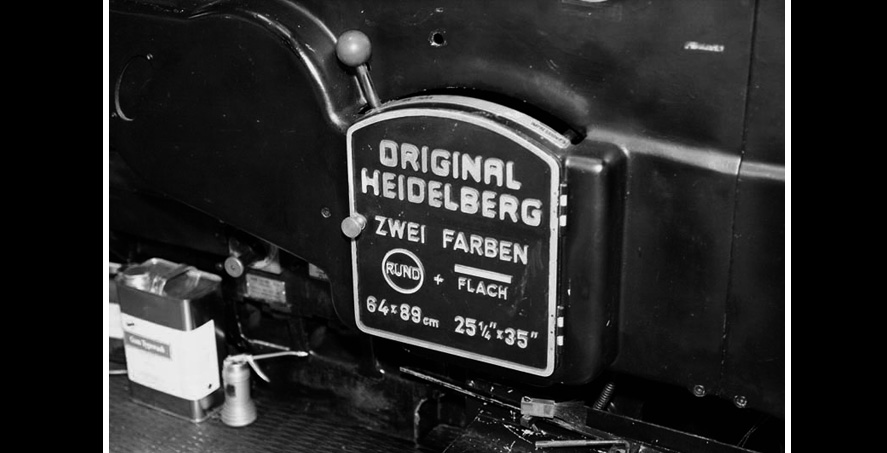 ORIGINAL
HEIDELBERG
ZWEI FARBEN
RUND + FLACH
64x89cm 25¼"x35"